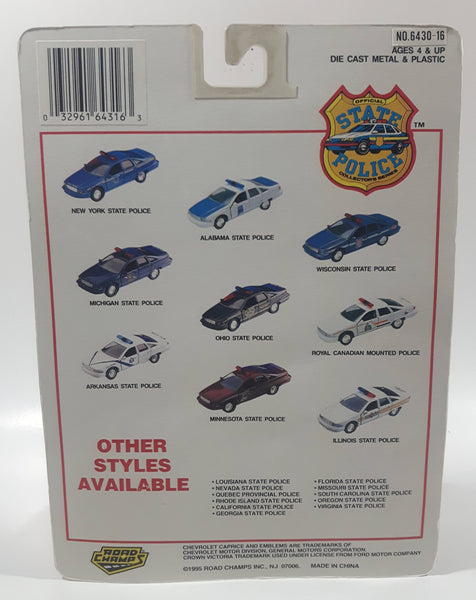 NO.6430-16
AGES 4 & UP
DIE CAST METAL & PLASTIC
0 32961 64316 3
OFFICIAL
STATE
POLICE
COLLECTOR'S SERIES
TM
NEW YORK STATE POLICE
ALABAMA STATE POLICE
WISCONSIN STATE POLICE
MICHIGAN STATE POLICE
OHIO STATE POLICE
ROYAL CANADIAN MOUNTED POLICE
ARKANSAS STATE POLICE
MINNESOTA STATE POLICE
ILLINOIS STATE POLICE
OTHER
STYLES
AVAILABLE
• LOUISIANA STATE POLICE
• NEVADA STATE POLICE
• QUEBEC PROVINCIAL POLICE
• RHODE ISLAND STATE POLICE
• CALIFORNIA STATE POLICE
• GEORGIA STATE POLICE
• FLORIDA STATE POLICE
• MISSOURI STATE POLICE
• SOUTH CAROLINA STATE POLICE
• OREGON STATE POLICE
• VIRGINIA STATE POLICE
ROAD
CHAMPS
CHEVROLET CAPRICE AND EMBLEMS ARE TRADEMARKS OF
CHEVROLET MOTOR DIVISION, GENERAL MOTORS CORPORATION.
CROWN VICTORIA TRADEMARK USED UNDER LICENSE FROM FORD MOTOR COMPANY
©1995 ROAD CHAMPS INC., NJ 07006. MADE IN CHINA